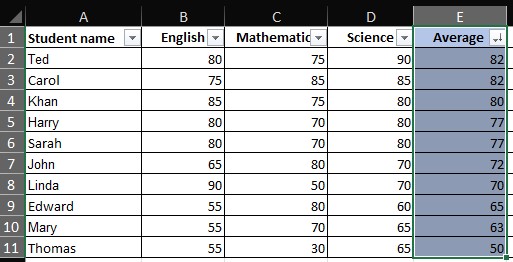 A B C D E
1 Student name English Mathematic Science Average
2 Ted 80 75 90 82
3 Carol 75 85 85 82
4 Khan 85 75 80 80
5 Harry 80 70 80 77
6 Sarah 80 70 80 77
7 John 65 80 70 72
8 Linda 90 50 70 70
9 Edward 55 80 60 65
10 Mary 55 70 65 63
11 Thomas 55 30 65 50